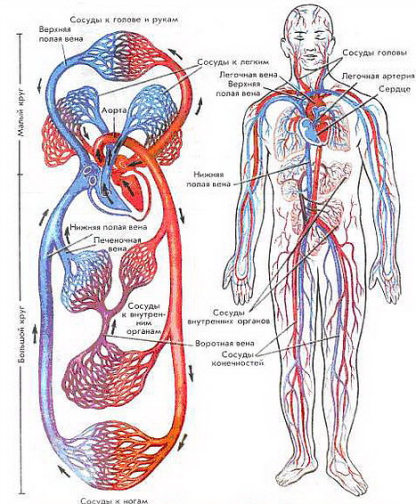 Сосуды к голове и рукам
Верхняя
полая вена
Сосуды к легким
Аорта
Малый круг
Нижняя полая вена
Печеночная
вена
Сосуды
к внутрен-
ним
органам
Большой круг
Воротная вена
Сосуды к ногам
Сосуды головы
Легочная вена
Верхняя
полая вена
Легочная артерия
Сердце
Нижняя
полая вена
Сосуды
внутренних органов
Сосуды
конечностей